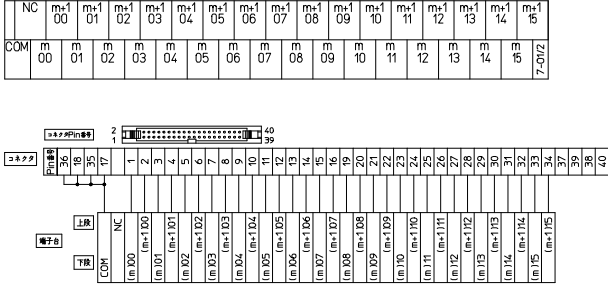 NC m+1 00 m+1 01 m+1 02 m+1 03 m+1 04 m+1 05 m+1 06 m+1 07 m+1 08 m+1 09 m+1 10 m+1 11 m+1 12 m+1 13 m+1 14 m+1 15
COM m 00 m 01 m 02 m 03 m 04 m 05 m 06 m 07 m 08 m 09 m 10 m 11 m 12 m 13 m 14 m 15 7-01/2
コネクタPin番号 2 40
1 39
コネクタ Pin番号 36 18 35 17 1 2 3 4 5 6 7 8 9 10 11 12 13 14 15 16 19 20 21 22 23 24 25 26 27 28 29 30 31 32 33 34 37 39 38 40
端子台
上段 NC (m+1)00 (m+1)01 (m+1)02 (m+1)03 (m+1)04 (m+1)05 (m+1)06 (m+1)07 (m+1)08 (m+1)09 (m+1)10 (m+1)11 (m+1)12 (m+1)13 (m+1)14 (m+1)15
下段 COM (m)00 (m)01 (m)02 (m)03 (m)04 (m)05 (m)06 (m)07 (m)08 (m)09 (m)10 (m)11 (m)12 (m)13 (m)14 (m)15